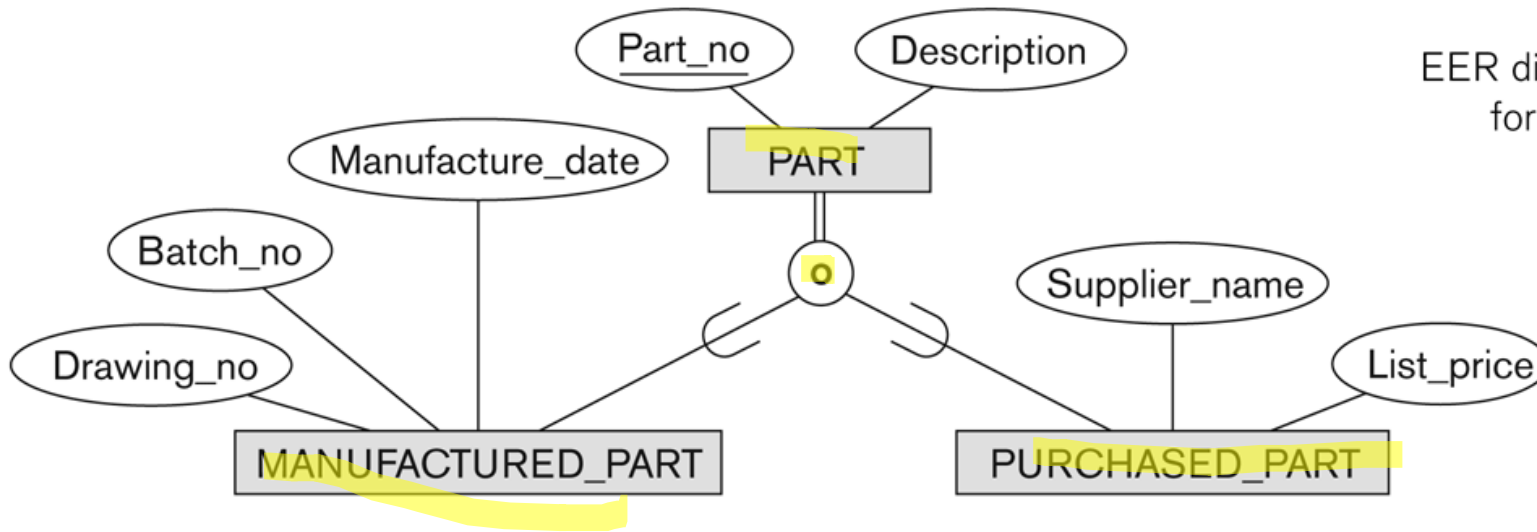 Part_no
Description
EER di
for
Manufacture_date
PART
Batch_no
o
Supplier_name
Drawing_no
List_price
MANUFACTURED_PART
PURCHASED_PART